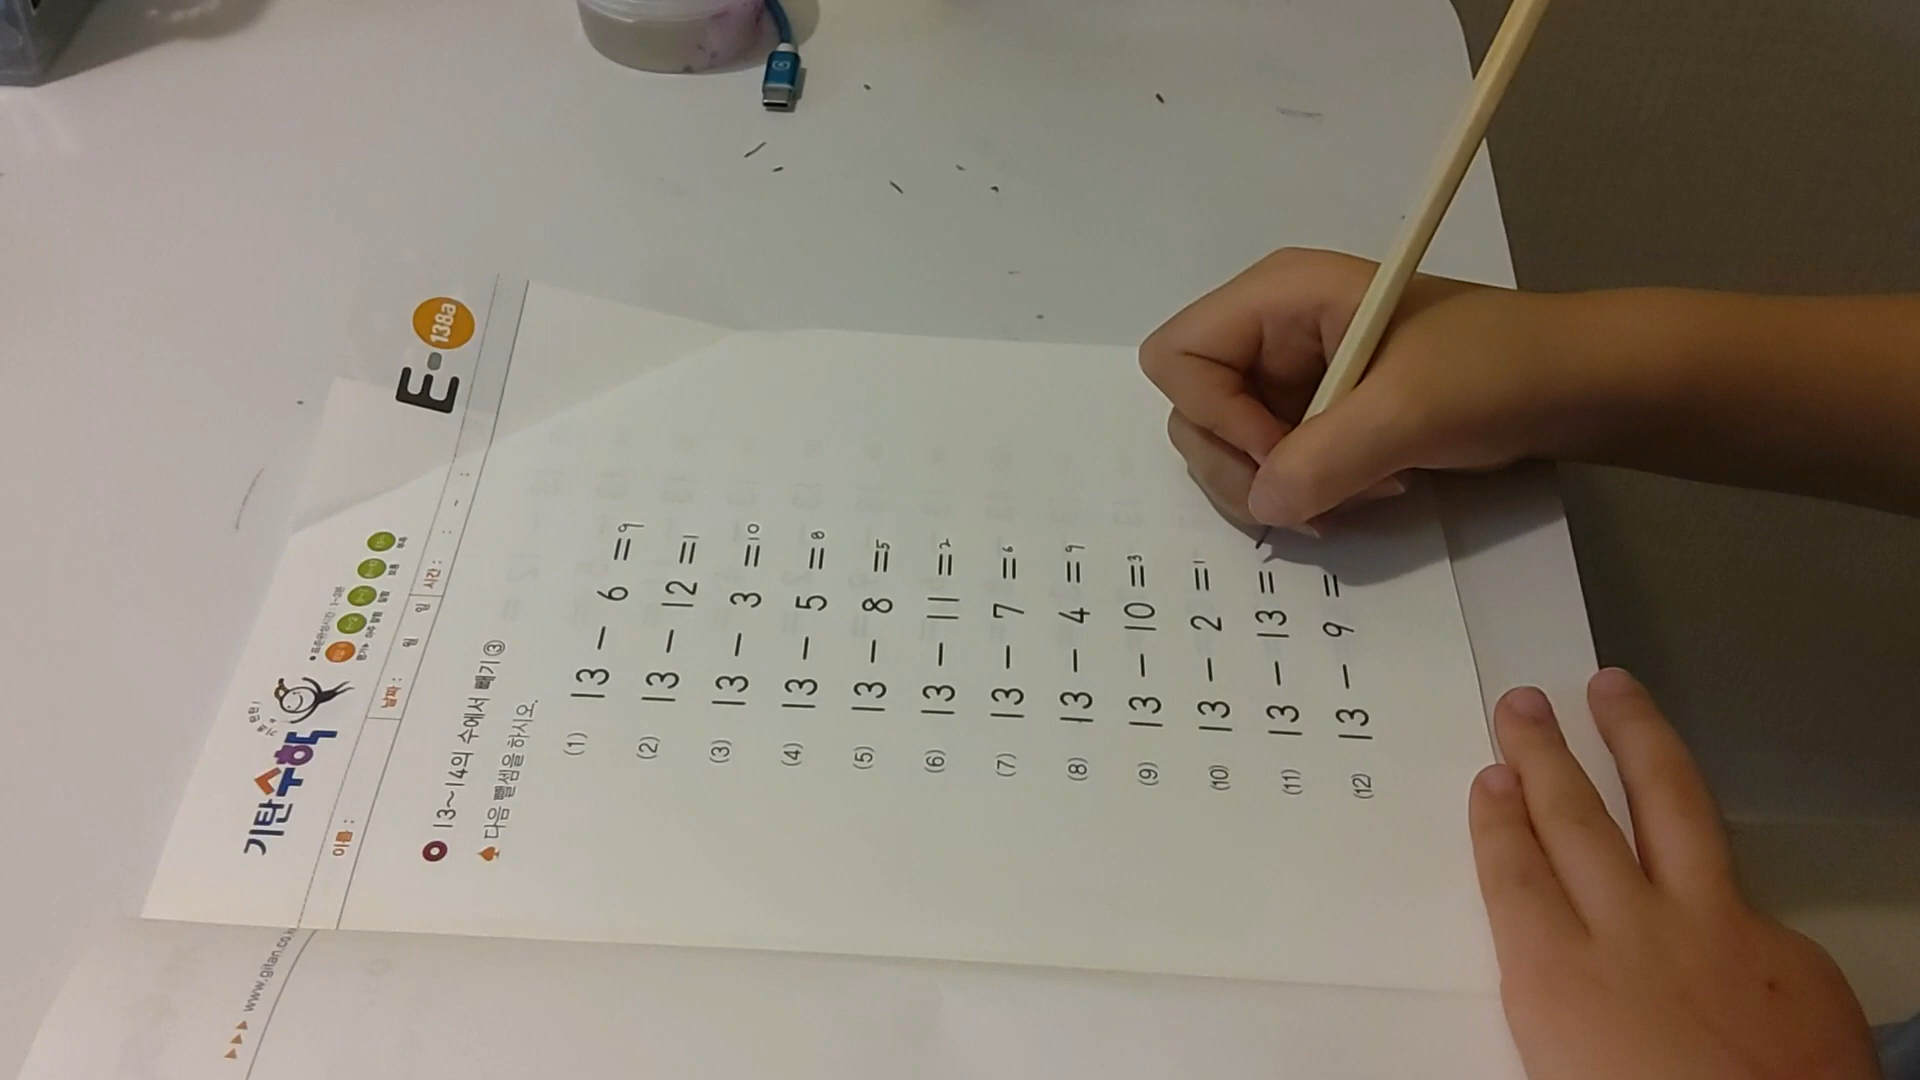 기탄수학
E-138a
이름 :
날짜 : 월 일
시간 : : ~ :
13~14의 수에서 빼기 ③
다음 뺄셈을 하시오.
(1) 13 − 6 = 9
(2) 13 − 12 = 1
(3) 13 − 3 = 10
(4) 13 − 5 = 8
(5) 13 − 8 = 5
(6) 13 − 11 = 2
(7) 13 − 7 = 6
(8) 13 − 4 = 9
(9) 13 − 10 = 3
(10) 13 − 2 = 1
(11) 13 − 13 =
(12) 13 − 9 =
▶▶▶ www.gitan.co.k